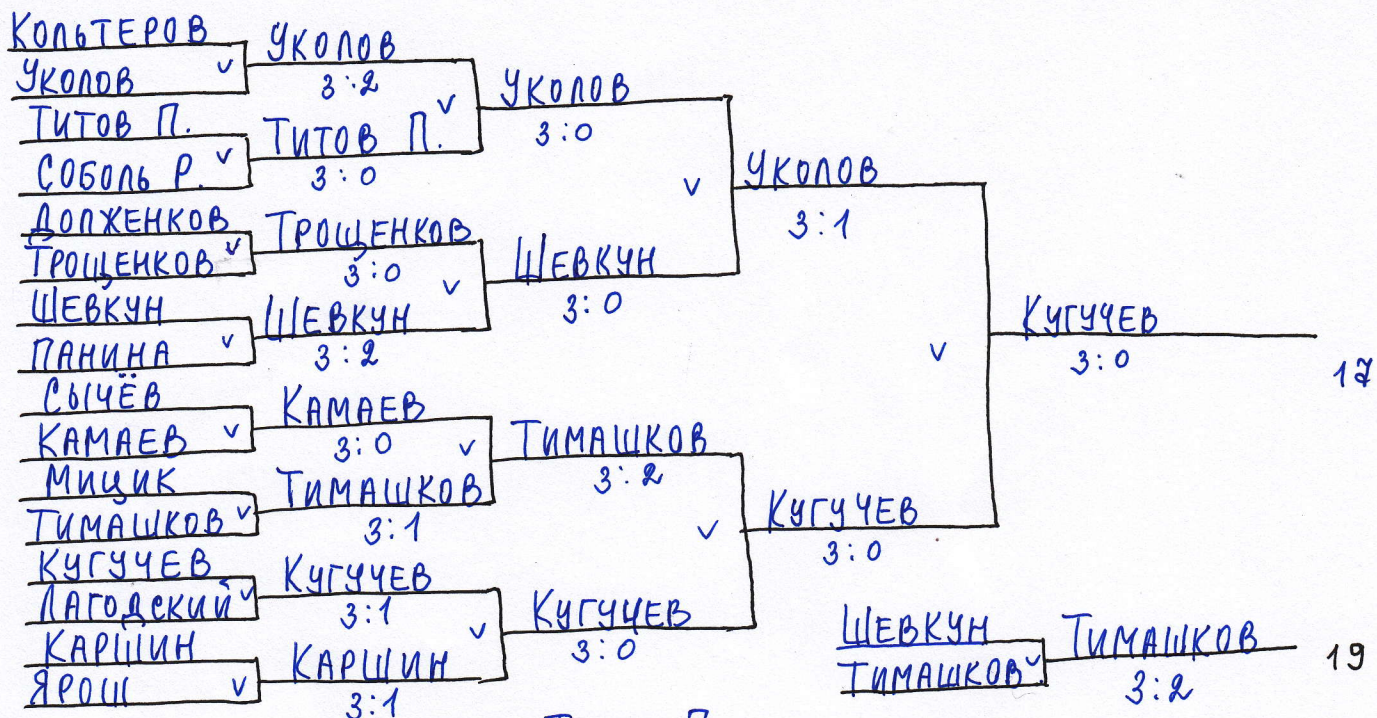 КОЛЬТЕРОВ
УКОЛОВ
ТИТОВ П.
СОБОЛЬ Р.
ДОЛЖЕНКОВ
ТРОЩЕНКОВ
ШЕВКУН
ПАНИНА
СЫЧЁВ
КАМАЕВ
МИЦИК
ТИМАШКОВ
КУГУЧЕВ
ЛАГОДСКИЙ
КАРШИН
ЯРОШ
УКОЛОВ
3:2
ТИТОВ П.
3:0
ТРОЩЕНКОВ
3:0
ШЕВКУН
3:2
КАМАЕВ
3:0
ТИМАШКОВ
3:1
КУГУЧЕВ
3:1
КАРШИН
3:1
УКОЛОВ
3:0
ШЕВКУН
3:0
ТИМАШКОВ
3:2
КУГУЧЕВ
3:0
УКОЛОВ
3:1
КУГУЧЕВ
3:0
КУГУЧЕВ
3:0
17
ШЕВКУН
ТИМАШКОВ
ТИМАШКОВ
3:2
19